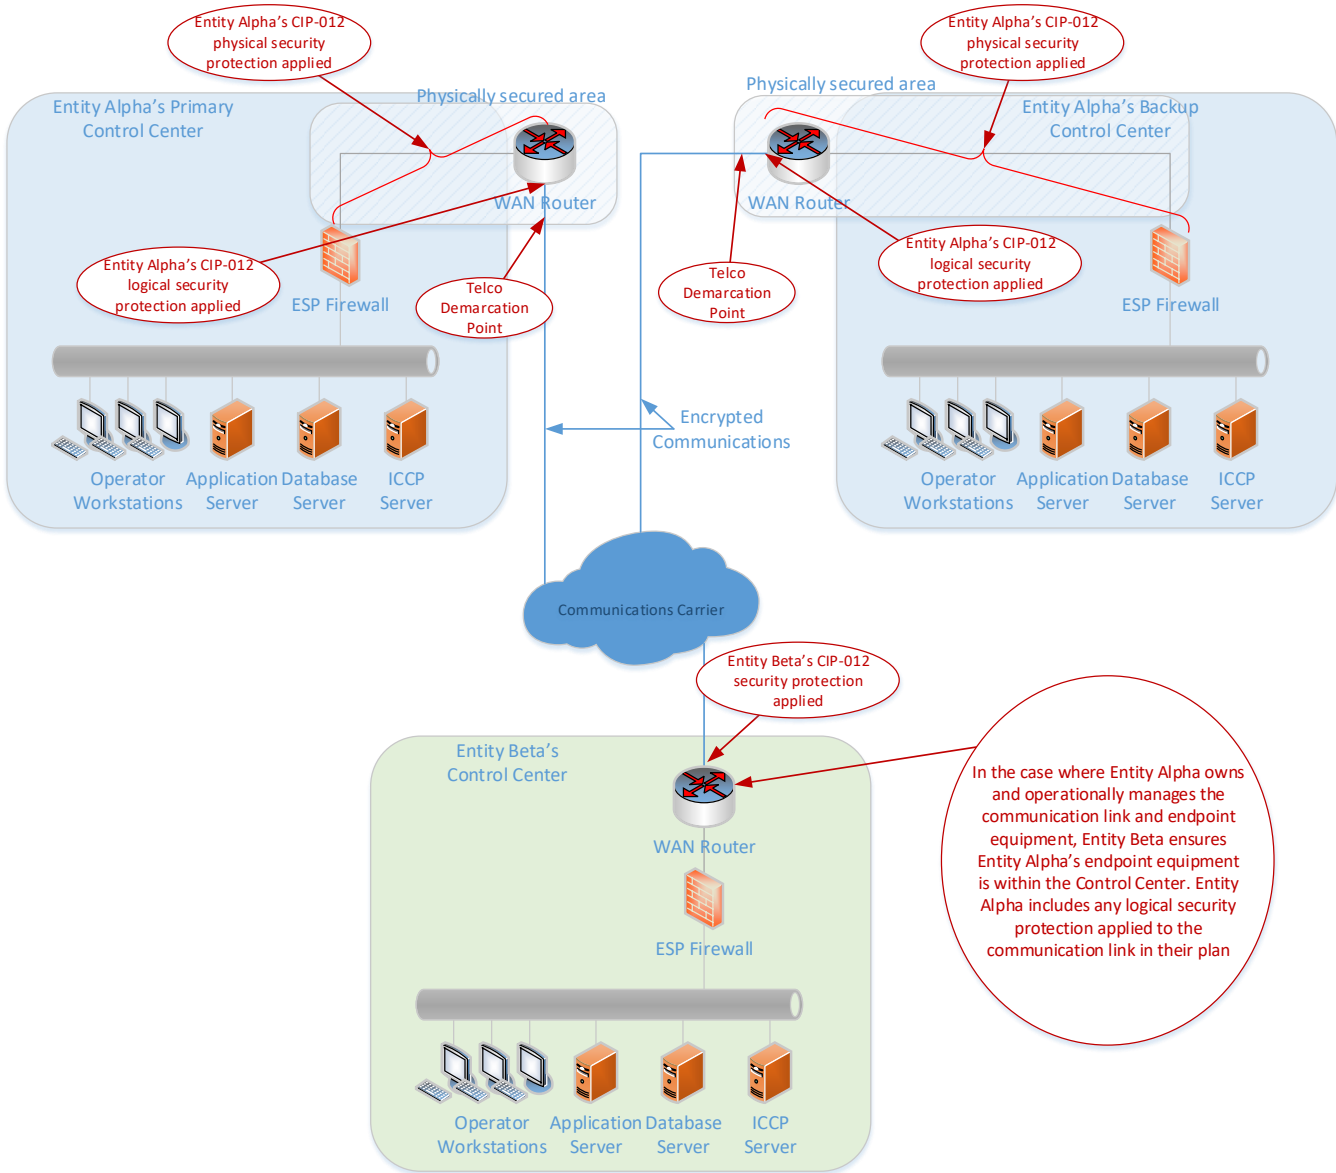 Entity Alpha's CIP-012
physical security
protection applied
Entity Alpha's CIP-012
physical security
protection applied
Entity Alpha's Primary
Control Center
Physically secured area
Physically secured area
Entity Alpha's Backup
Control Center
WAN Router
WAN Router
Entity Alpha's CIP-012
logical security
protection applied
ESP Firewall
Telco
Demarcation
Point
Telco
Demarcation
Point
Entity Alpha's CIP-012
logical security
protection applied
ESP Firewall
Operator
Workstations
Application
Server
Database
Server
ICCP
Server
Encrypted
Communications
Operator
Workstations
Application
Server
Database
Server
ICCP
Server
Communications Carrier
Entity Beta's CIP-012
security protection
applied
Entity Beta's
Control Center
WAN Router
ESP Firewall
In the case where Entity Alpha owns
and operationally manages the
communication link and endpoint
equipment, Entity Beta ensures
Entity Alpha's endpoint equipment
is within the Control Center. Entity
Alpha includes any logical security
protection applied to the
communication link in their plan
Operator
Workstations
Application
Server
Database
Server
ICCP
Server